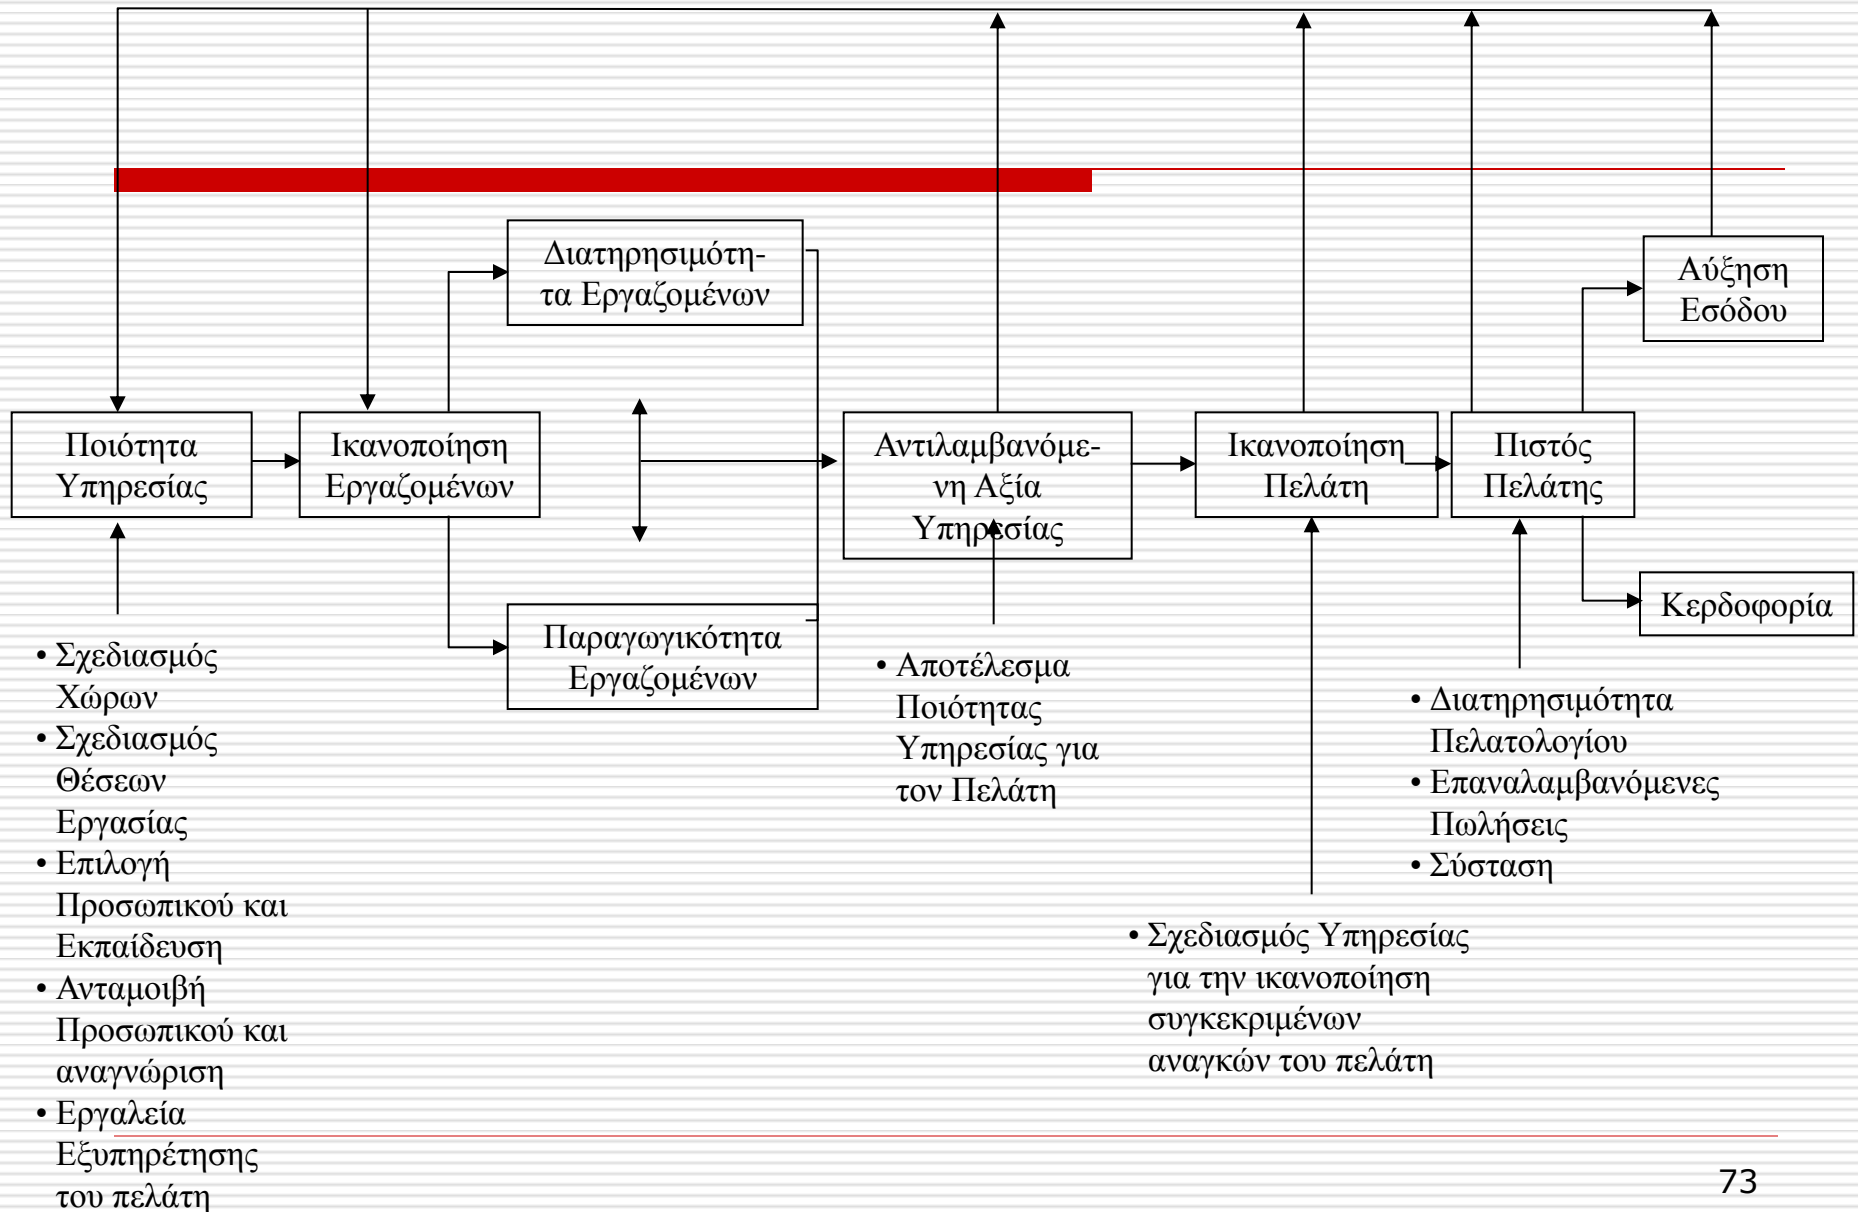 Διατηρησιμότη-
τα Εργαζομένων
Αύξηση
Εσόδου
Ποιότητα
Υπηρεσίας
Ικανοποίηση
Εργαζομένων
Αντιλαμβανόμε-
νη Αξία
Υπηρεσίας
Ικανοποίηση
Πελάτη
Πιστός
Πελάτης
Κερδοφορία
Παραγωγικότητα
Εργαζομένων
• Σχεδιασμός
Χώρων
• Σχεδιασμός
Θέσεων
Εργασίας
• Επιλογή
Προσωπικού και
Εκπαίδευση
• Ανταμοιβή
Προσωπικού και
αναγνώριση
• Εργαλεία
Εξυπηρέτησης
του πελάτη
• Αποτέλεσμα
Ποιότητας
Υπηρεσίας για
τον Πελάτη
• Σχεδιασμός Υπηρεσίας
για την ικανοποίηση
συγκεκριμένων
αναγκών του πελάτη
• Διατηρησιμότητα
Πελατολογίου
• Επαναλαμβανόμενες
Πωλήσεις
• Σύσταση
73